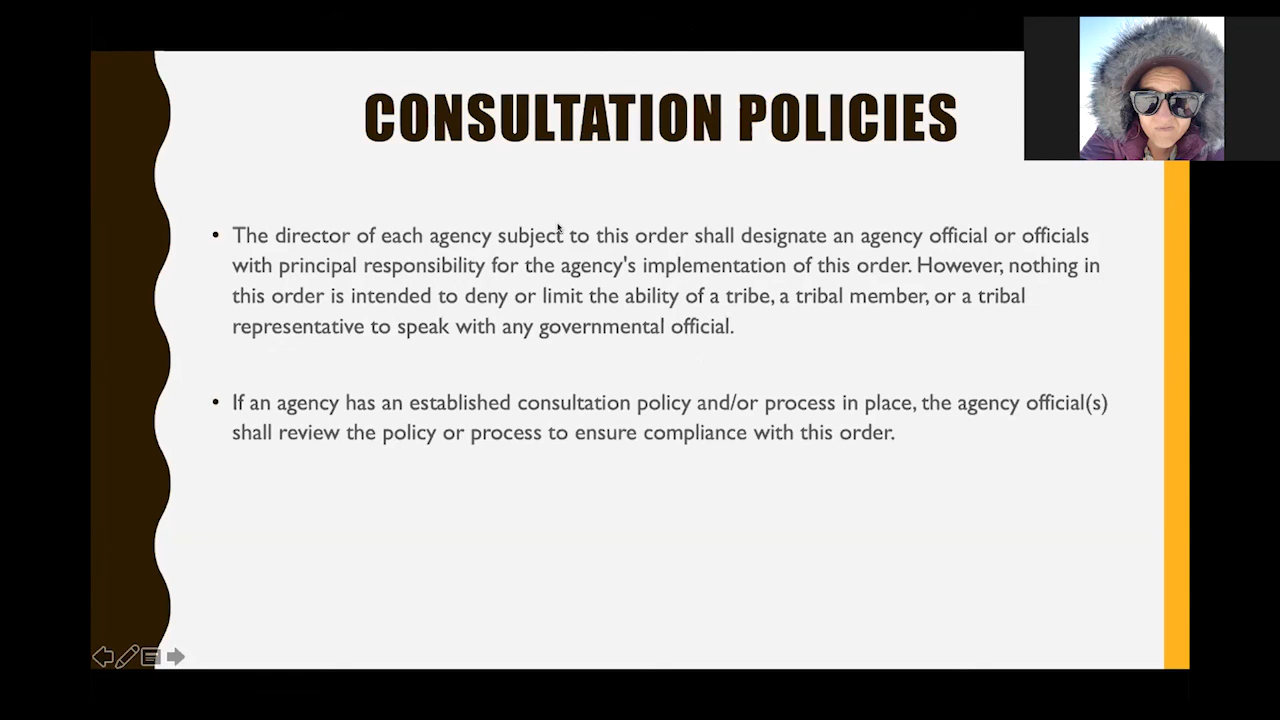 CONSULTATION POLICIES
• The director of each agency subject to this order shall designate an agency official or officials
with principal responsibility for the agency's implementation of this order. However, nothing in
this order is intended to deny or limit the ability of a tribe, a tribal member, or a tribal
representative to speak with any governmental official.
• If an agency has an established consultation policy and/or process in place, the agency official(s)
shall review the policy or process to ensure compliance with this order.